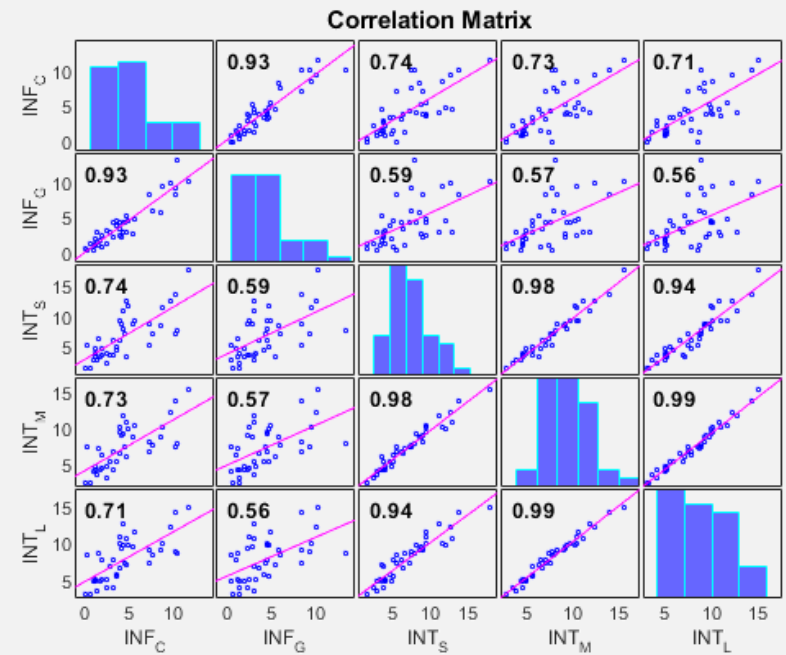 Correlation Matrix
INF_C 10 5 0 0.93 0.74 0.73 0.71
INF_G 10 5 0 0.93 0.59 0.57 0.56
INT_S 15 10 5 0.74 0.59 0.98 0.94
INT_M 15 10 5 0.73 0.57 0.98 0.99
INT_L 15 10 5 0.71 0.56 0.94 0.99
0 5 10 0 5 10 5 10 15 5 10 15 5 10 15
INF_C INF_G INT_S INT_M INT_L